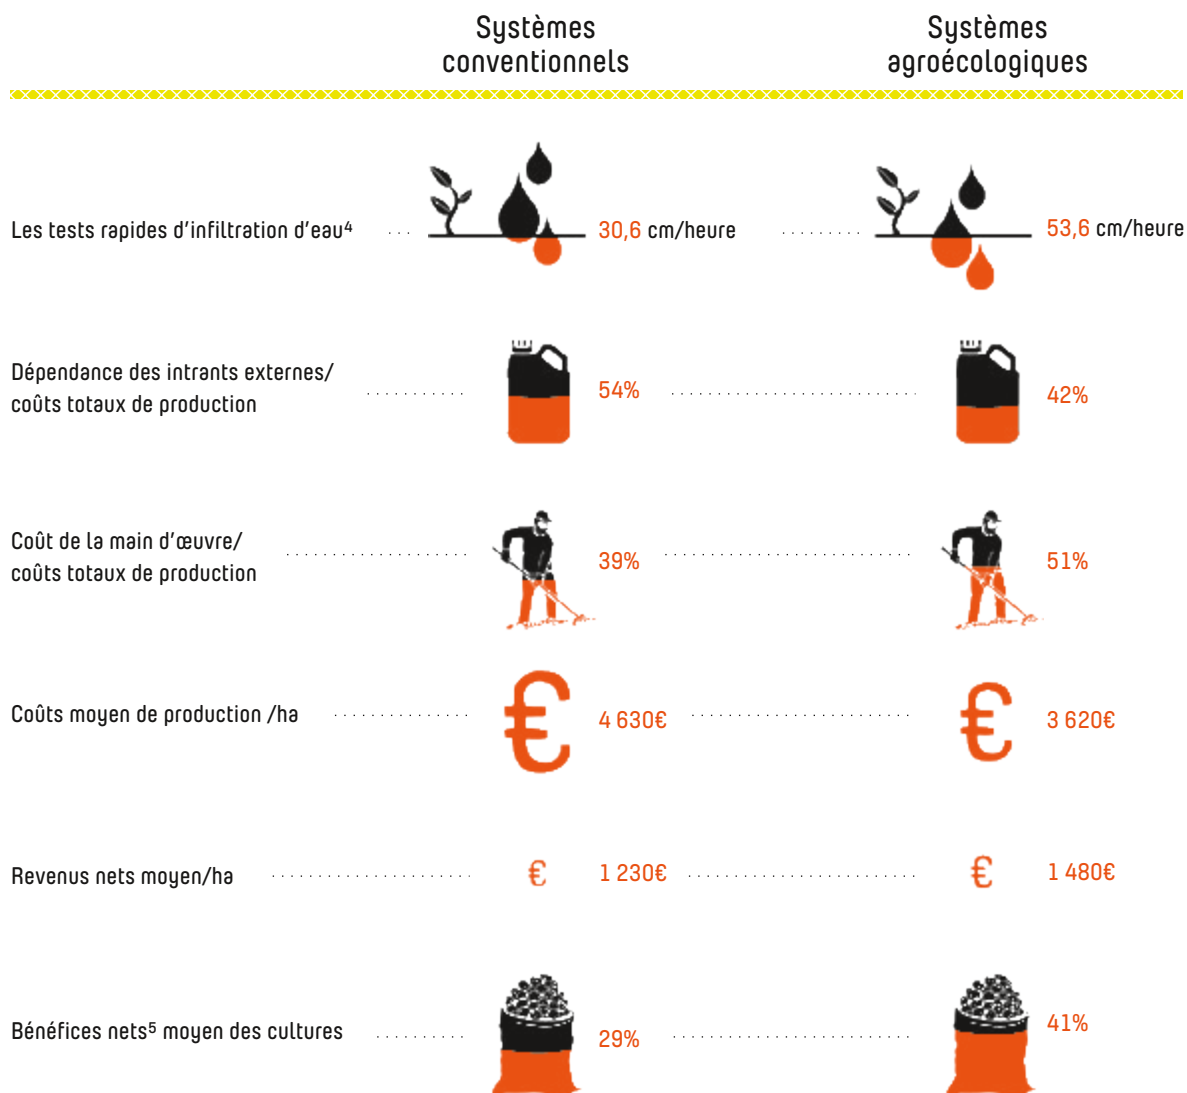 Systèmes
conventionnels
Systèmes
agroécologiques
Les tests rapides d'infiltration d'eau⁴ 30,6 cm/heure 53,6 cm/heure
Dépendance des intrants externes/
coûts totaux de production
54% 42%
Coût de la main d'œuvre/
coûts totaux de production
39% 51%
Coûts moyen de production /ha € 4 630€ € 3 620€
Revenus nets moyen/ha € 1 230€ € 1 480€
Bénéfices nets⁵ moyen des cultures 29% 41%